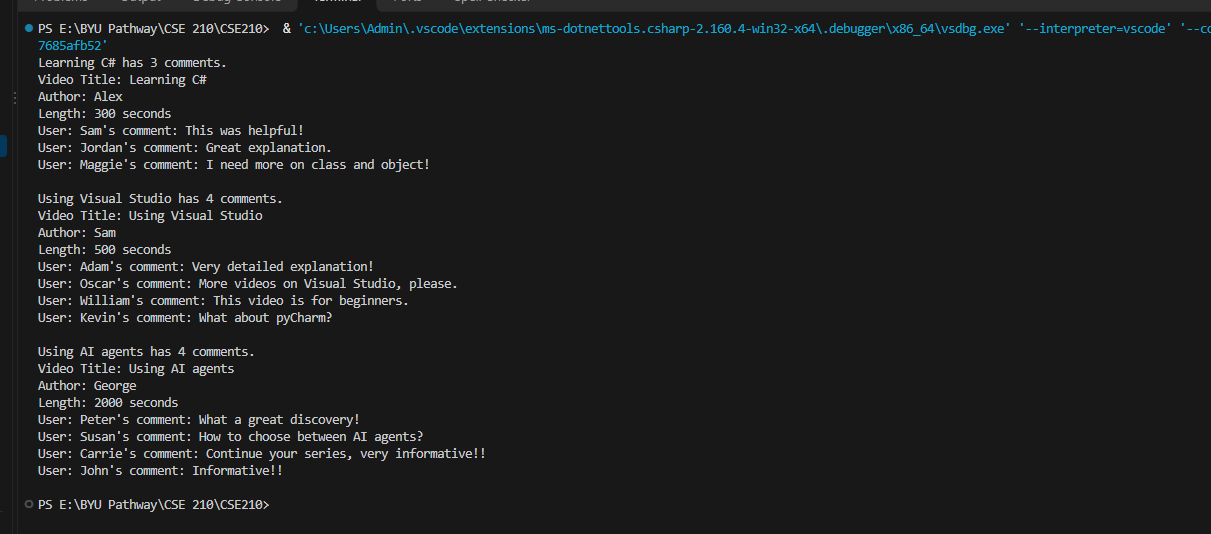 Terminal
PS E:\BYU Pathway\CSE 210\CSE210>  & 'c:\Users\Admin\.vscode\extensions\ms-dotnettools.csharp-2.160.4-win32-x64\.debugger\x86_64\vsdbg.exe' '--interpreter=vscode' '--co
7685afb52'
Learning C# has 3 comments.
Video Title: Learning C#
Author: Alex
Length: 300 seconds
User: Sam's comment: This was helpful!
User: Jordan's comment: Great explanation.
User: Maggie's comment: I need more on class and object!
Using Visual Studio has 4 comments.
Video Title: Using Visual Studio
Author: Sam
Length: 500 seconds
User: Adam's comment: Very detailed explanation!
User: Oscar's comment: More videos on Visual Studio, please.
User: William's comment: This video is for beginners.
User: Kevin's comment: What about pyCharm?
Using AI agents has 4 comments.
Video Title: Using AI agents
Author: George
Length: 2000 seconds
User: Peter's comment: What a great discovery!
User: Susan's comment: How to choose between AI agents?
User: Carrie's comment: Continue your series, very informative!!
User: John's comment: Informative!!
PS E:\BYU Pathway\CSE 210\CSE210>